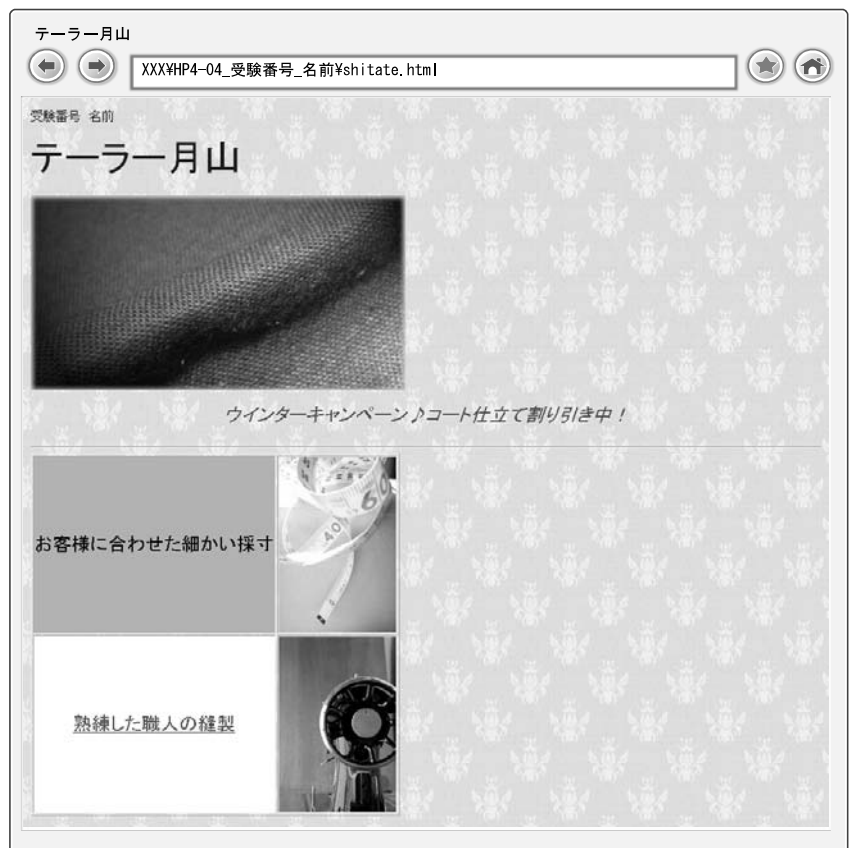 テーラー月山
XXX¥HP4-04_受験番号_名前¥shitate.html
受験番号 名前
テーラー月山
ウインターキャンペーン♪コート仕立て割り引き中！
お客様に合わせた細かい採寸
60
40
熟練した職人の縫製